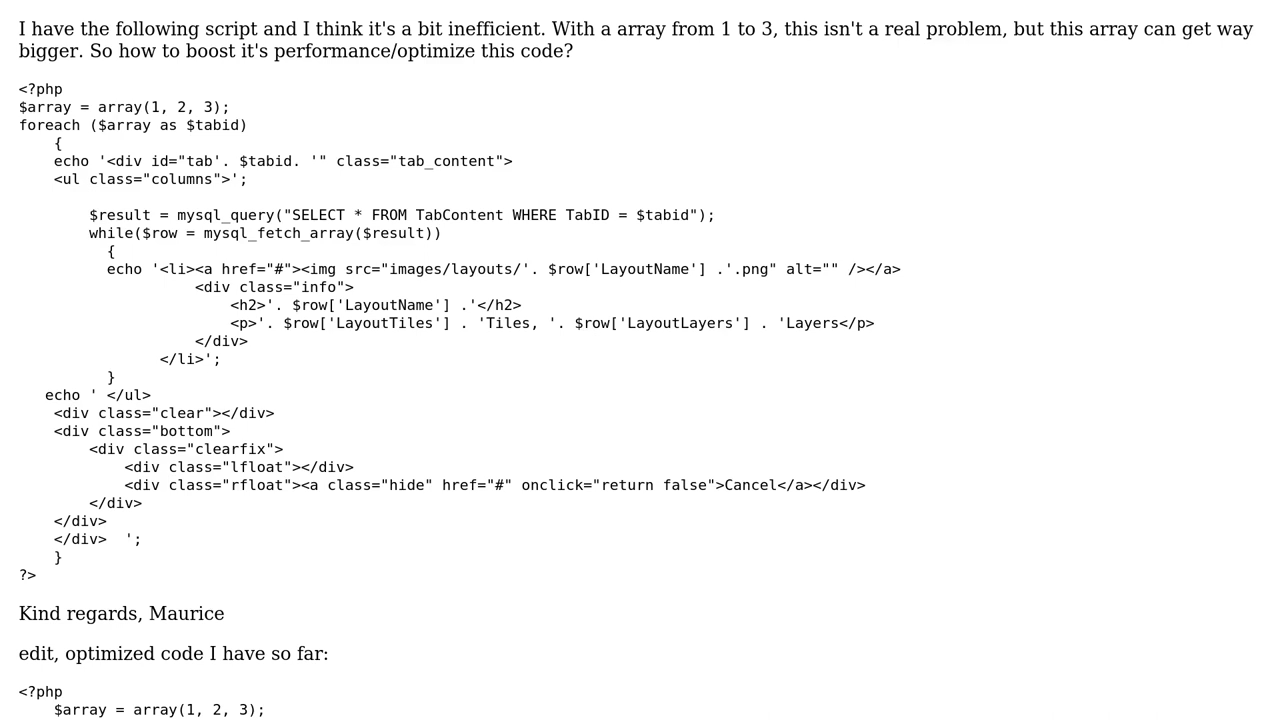 I have the following script and I think it's a bit inefficient. With a array from 1 to 3, this isn't a real problem, but this array can get way
bigger. So how to boost it's performance/optimize this code?
<?php
$array = array(1, 2, 3);
foreach ($array as $tabid)
    {
    echo '<div id="tab'. $tabid. '" class="tab_content">
    <ul class="columns">';
        $result = mysql_query("SELECT * FROM TabContent WHERE TabID = $tabid");
        while($row = mysql_fetch_array($result))
          {
          echo '<li><a href="#"><img src="images/layouts/'. $row['LayoutName'] .'.png" alt="" /></a>
                    <div class="info">
                        <h2>'. $row['LayoutName'] .'</h2>
                        <p>'. $row['LayoutTiles'] . 'Tiles, '. $row['LayoutLayers'] . 'Layers</p>
                    </div>
                </li>';
          }
   echo ' </ul>
    <div class="clear"></div>
    <div class="bottom">
        <div class="clearfix">
            <div class="lfloat"></div>
            <div class="rfloat"><a class="hide" href="#" onclick="return false">Cancel</a></div>
        </div>
    </div>
    </div>  ';
    }
?>
Kind regards, Maurice
edit, optimized code I have so far:
<?php
    $array = array(1, 2, 3);